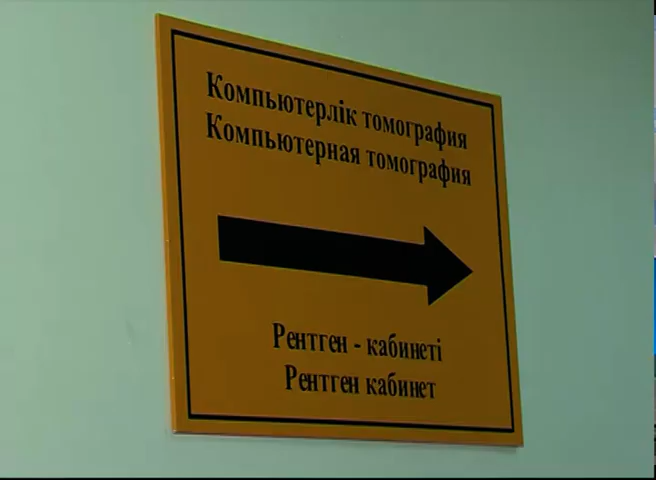 Компьютерлік томография
Компьютерная томография
Рентген - кабинеті
Рентген кабинет